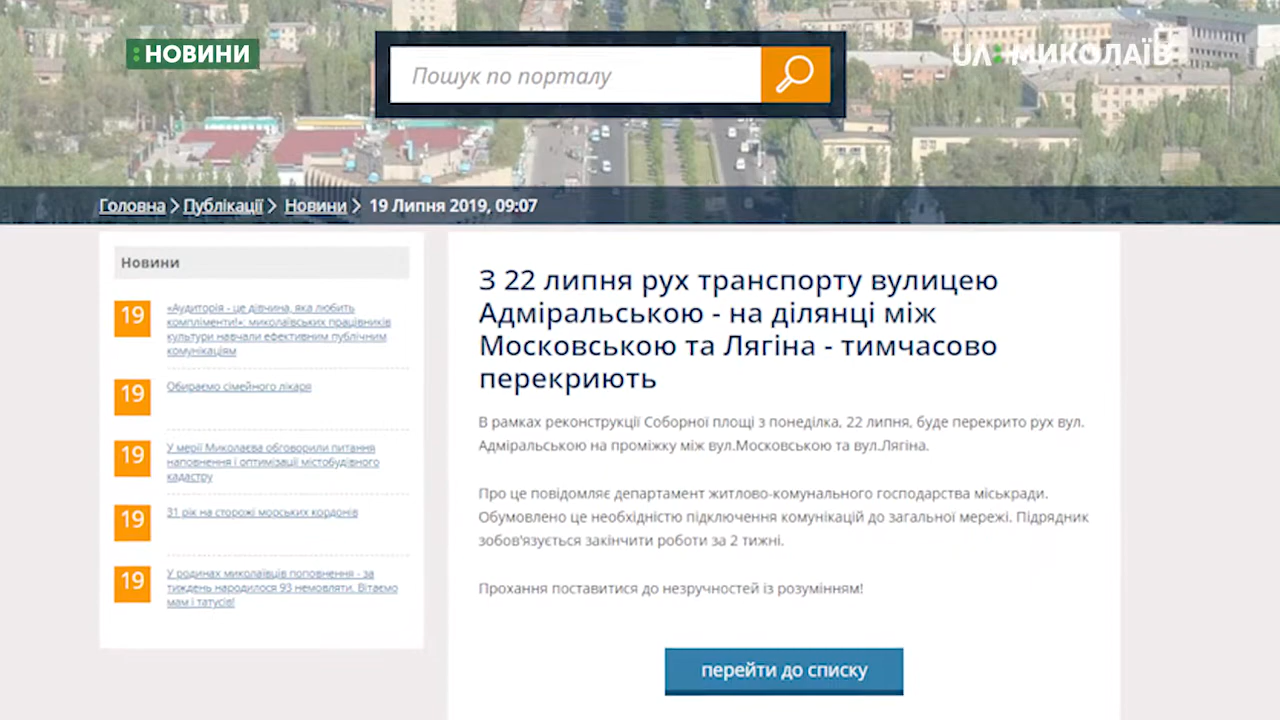 :НОВИНИ
UA:МИКОЛАЇВ
Пошук по порталу
Головна > Публікації > Новини > 19 Липня 2019, 09:07
Новини
19
«Аудиторія - це дівчина, яка любить
компліменти!»: миколаївських працівників
культури навчали ефективним публічним
комунікаціям
19
Обираємо сімейного лікаря
19
У мерії Миколаєва обговорили питання
наповнення і оптимізації містобудівного
кадастру
19
31 рік на сторожі морських кордонів
19
У родинах миколаївців поповнення - за
тиждень народилося 93 немовляти. Вітаємо
мам і татусів!
З 22 липня рух транспорту вулицею
Адміральською - на ділянці між
Московською та Лягіна - тимчасово
перекриють
В рамках реконструкції Соборної площі з понеділка, 22 липня, буде перекрито рух вул.
Адміральською на проміжку між вул.Московською та вул.Лягіна.
Про це повідомляє департамент житлово-комунального господарства міськради.
Обумовлено це необхідністю підключення комунікацій до загальної мережі. Підрядник
зобов'язується закінчити роботи за 2 тижні.
Прохання поставитися до незручностей із розумінням!
перейти до списку